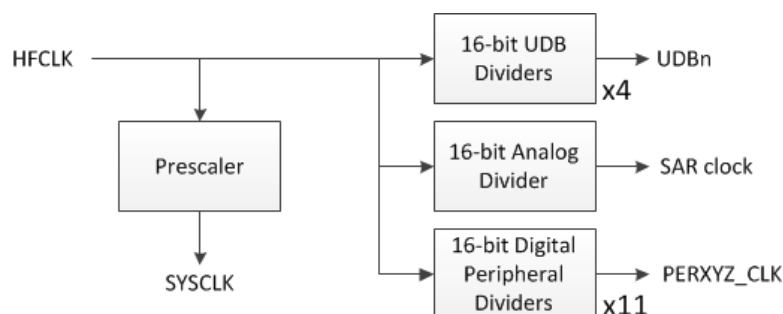 HFCLK
16-bit UDB
Dividers
x4
UDBn
Prescaler
16-bit Analog
Divider
SAR clock
SYSCLK
16-bit Digital
Peripheral
Dividers
x11
PERXYZ_CLK